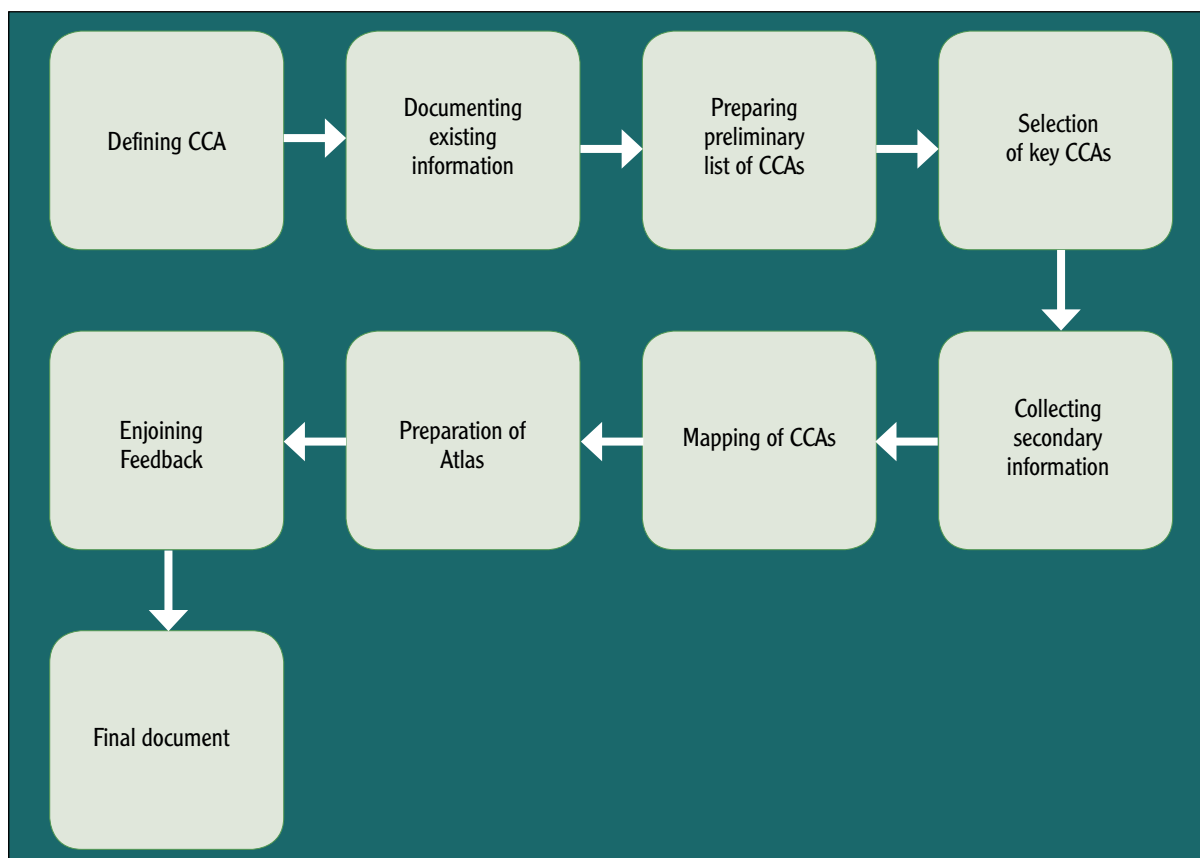 Defining CCA
Documenting
existing
information
Preparing
preliminary
list of CCAs
Selection
of key CCAs
Collecting
secondary
information
Mapping of CCAs
Preparation of
Atlas
Enjoining
Feedback
Final document